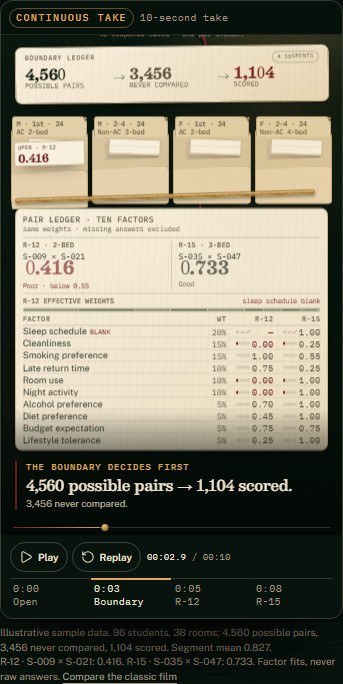 CONTINUOUS TAKE 10-second take
BOUNDARY LEDGER
4 SEGMENTS
4,560 → 3,456 → 1,104
POSSIBLE PAIRS NEVER COMPARED SCORED
M · 1st · 24
AC 2-bed
M · 2-4 · 24
Non-AC 3-bed
F · 1st · 24
AC 2-bed
F · 2-4 · 24
Non-AC 4-bed
OPEN · R-12
0.416
PAIR LEDGER · TEN FACTORS
same weights · missing answers excluded
R-12 · 2-BED
S-009 × S-021
0.416
Poor · below 0.55
R-15 · 3-BED
S-035 × S-047
0.733
Good
R-12 EFFECTIVE WEIGHTS sleep schedule blank
FACTOR WT R-12 R-15
Sleep schedule BLANK 20% — 1.00
Cleanliness 15% 0.00 0.25
Smoking preference 15% 1.00 0.55
Late return time 10% 0.75 0.25
Room use 10% 0.00 1.00
Night activity 10% 0.00 1.00
Alcohol preference 5% 0.70 1.00
Diet preference 5% 0.45 1.00
Budget expectation 5% 0.75 0.75
Lifestyle tolerance 5% 0.25 1.00
THE BOUNDARY DECIDES FIRST
4,560 possible pairs → 1,104 scored.
3,456 never compared.
Play Replay 00:02.9 / 00:10
0:00 0:03 0:05 0:08
Open Boundary R-12 R-15
Illustrative sample data. 96 students, 38 rooms; 4,560 possible pairs,
3,456 never compared, 1,104 scored. Segment mean 0.827.
R-12 · S-009 × S-021: 0.416. R-15 · S-035 × S-047: 0.733. Factor fits, never
raw answers. Compare the classic film